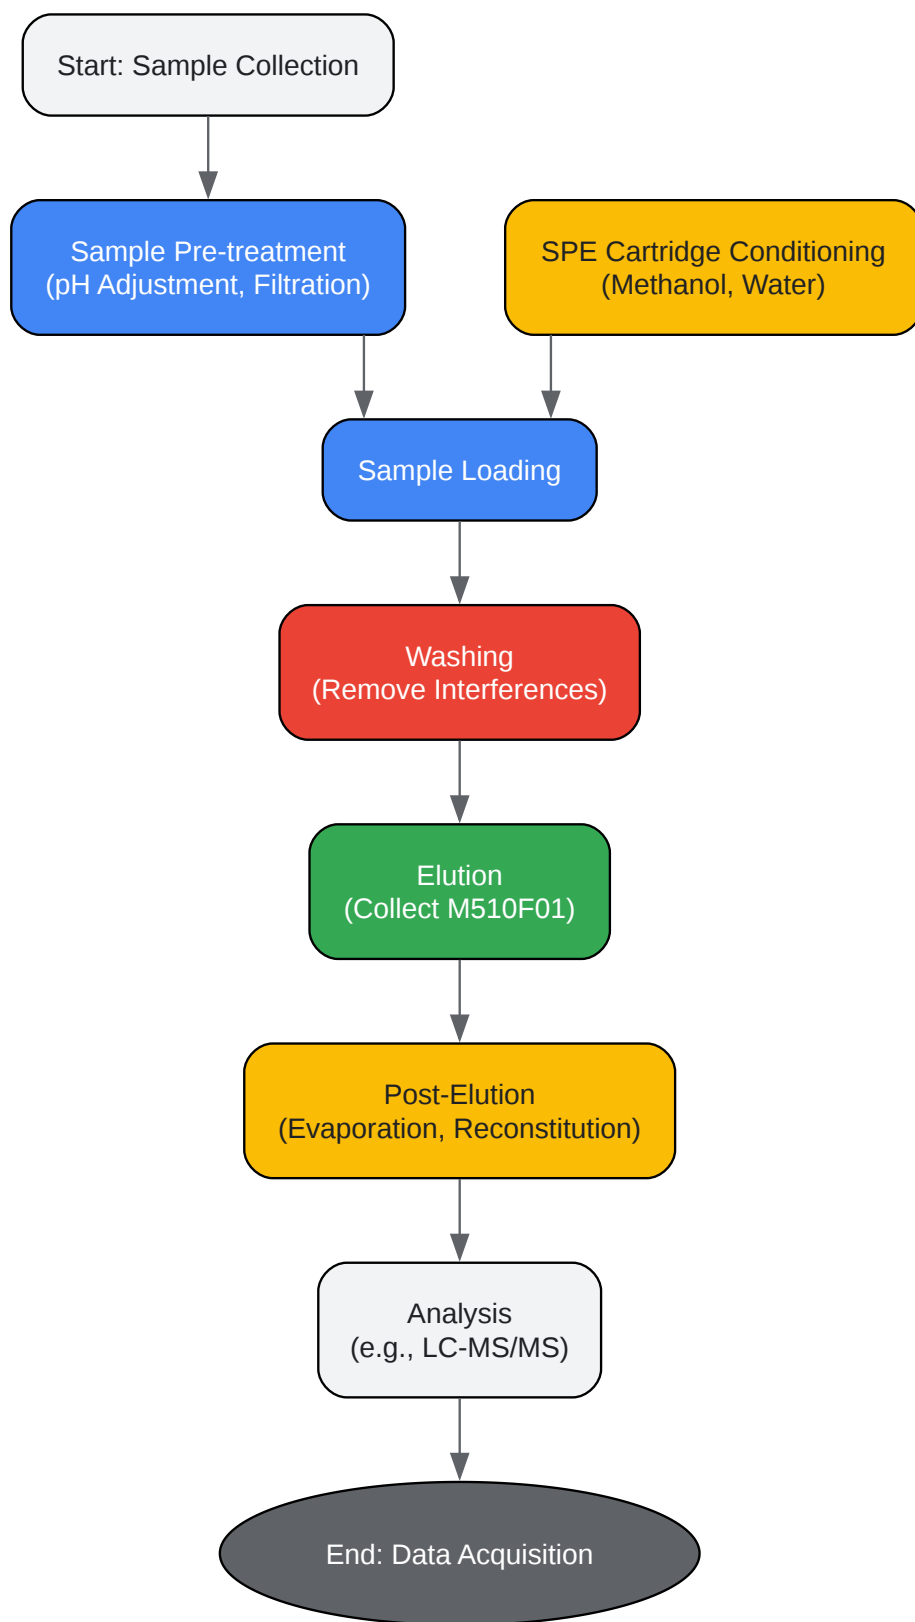 Start: Sample Collection
Sample Pre-treatment
(pH Adjustment, Filtration)
SPE Cartridge Conditioning
(Methanol, Water)
Sample Loading
Washing
(Remove Interferences)
Elution
(Collect M510F01)
Post-Elution
(Evaporation, Reconstitution)
Analysis
(e.g., LC-MS/MS)
End: Data Acquisition